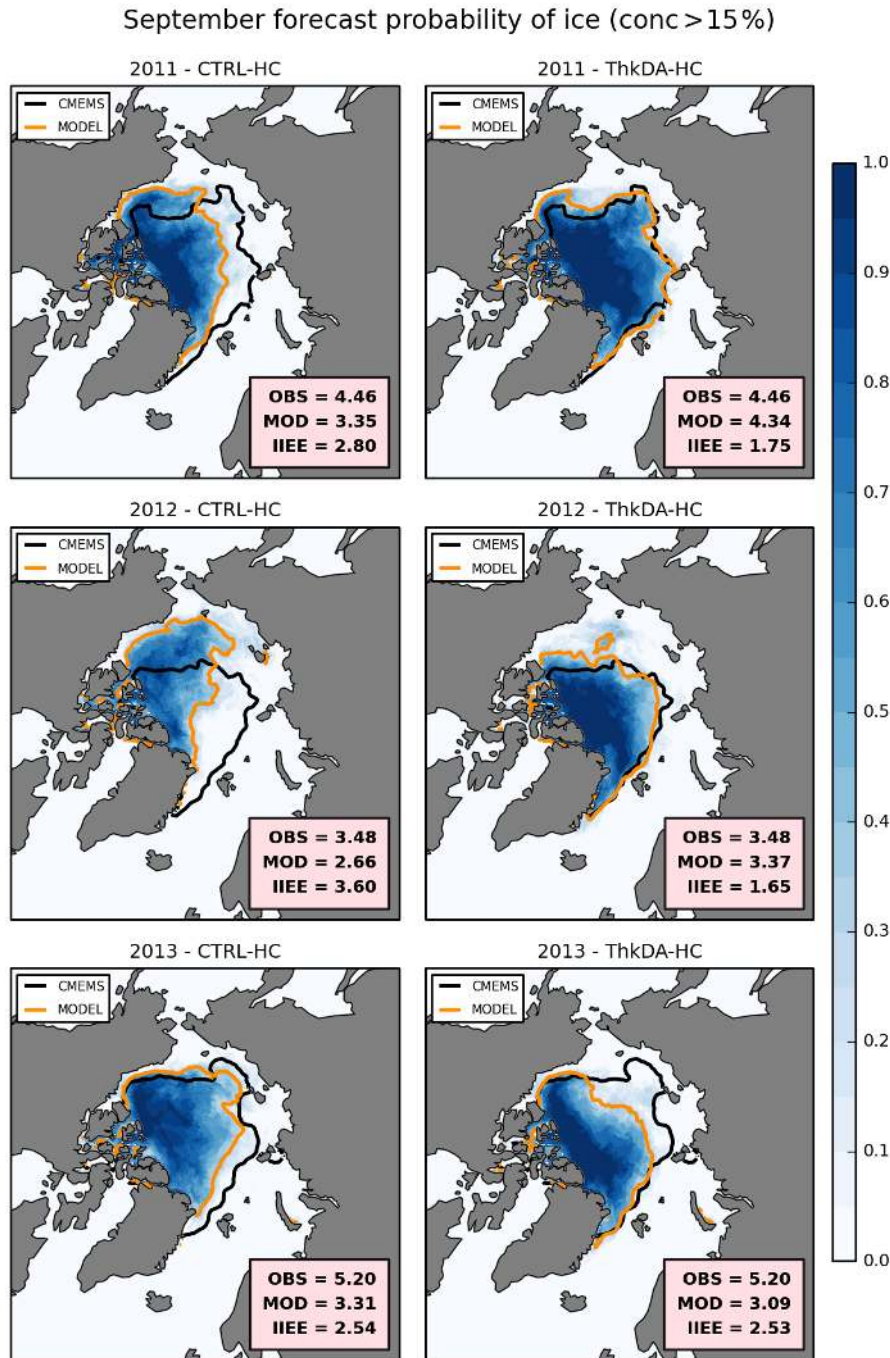 September forecast probability of ice (conc > 15%)
2011 - CTRL-HC
CMEMS
MODEL
OBS = 4.46
MOD = 3.35
IIEE = 2.80
2011 - ThkDA-HC
CMEMS
MODEL
OBS = 4.46
MOD = 4.34
IIEE = 1.75
2012 - CTRL-HC
CMEMS
MODEL
OBS = 3.48
MOD = 2.66
IIEE = 3.60
2012 - ThkDA-HC
CMEMS
MODEL
OBS = 3.48
MOD = 3.37
IIEE = 1.65
2013 - CTRL-HC
CMEMS
MODEL
OBS = 5.20
MOD = 3.31
IIEE = 2.54
2013 - ThkDA-HC
CMEMS
MODEL
OBS = 5.20
MOD = 3.09
IIEE = 2.53
1.0
0.9
0.8
0.7
0.6
0.5
0.4
0.3
0.2
0.1
0.0